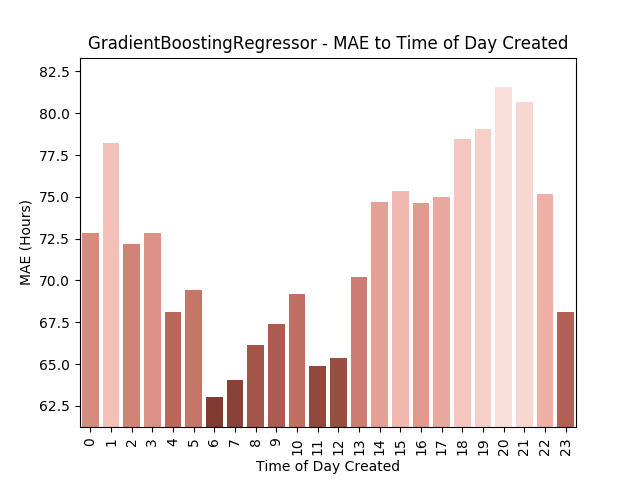 GradientBoostingRegressor - MAE to Time of Day Created
82.5
80.0
77.5
75.0
72.5
70.0
67.5
65.0
62.5
MAE (Hours)
0 1 2 3 4 5 6 7 8 9 10 11 12 13 14 15 16 17 18 19 20 21 22 23
Time of Day Created